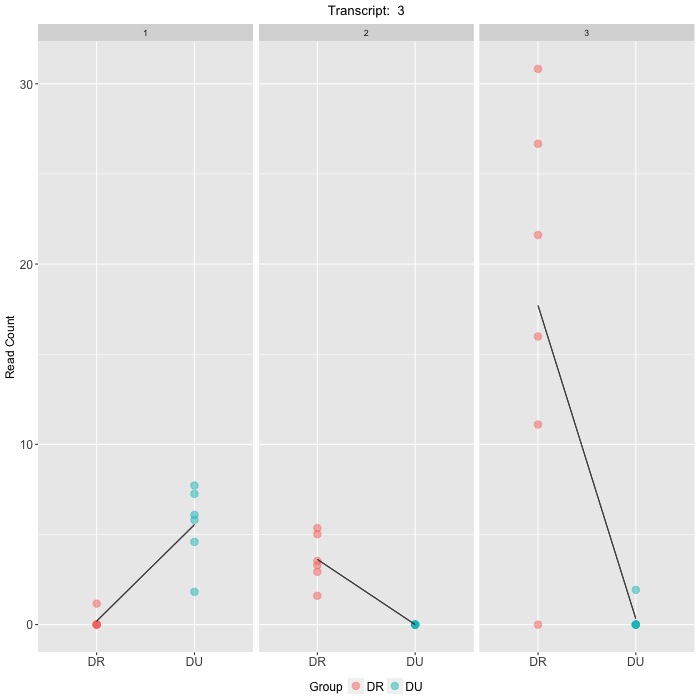 Transcript:  3
1 2 3
Read Count
30
20
10
0
DR DU DR DU DR DU
Group DR DU